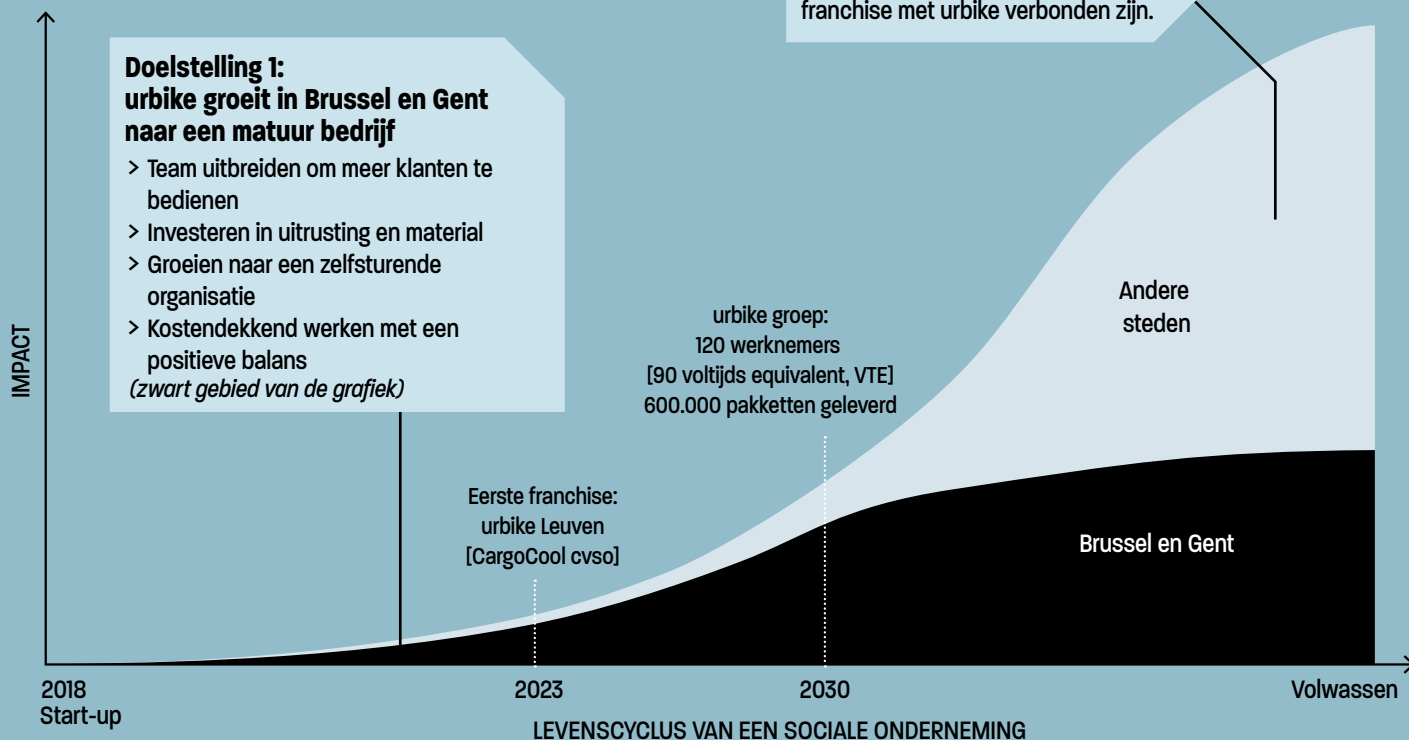 franchise met urbike verbonden zijn.
Doelstelling 1:
urbike groeit in Brussel en Gent
naar een matuur bedrijf
> Team uitbreiden om meer klanten te
bedienen
> Investeren in uitrusting en material
> Groeien naar een zelfsturende
organisatie
> Kostendekkend werken met een
positieve balans
(zwart gebied van de grafiek)
IMPACT
urbike groep:
120 werknemers
[90 voltijds equivalent, VTE]
600.000 pakketten geleverd
Andere
steden
Eerste franchise:
urbike Leuven
[CargoCool cvso]
Brussel en Gent
2018
Start-up
2023
2030
Volwassen
LEVENSCYCLUS VAN EEN SOCIALE ONDERNEMING